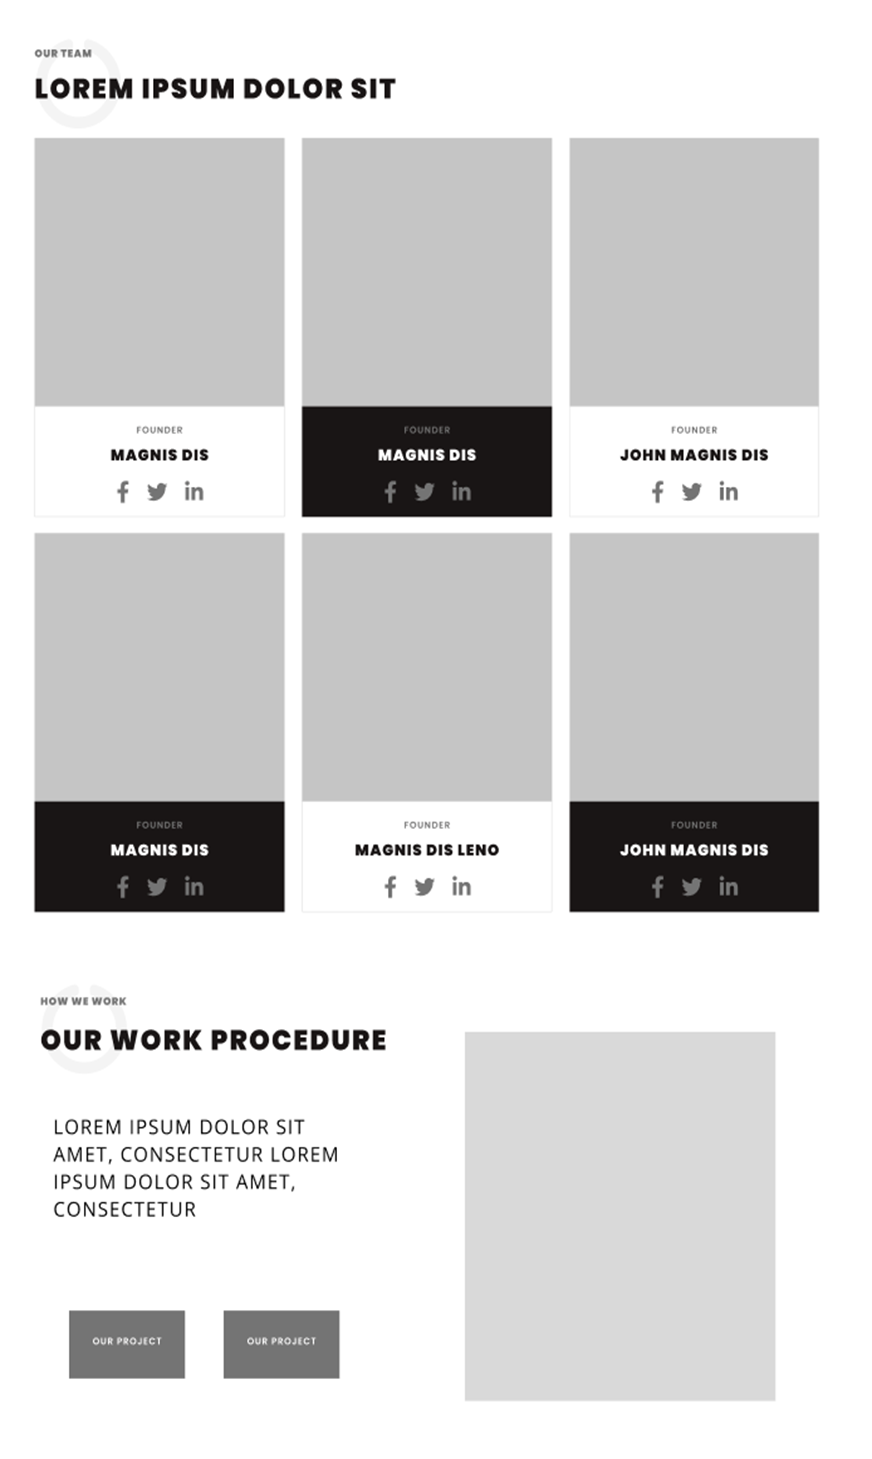 OUR TEAM
LOREM IPSUM DOLOR SIT
FOUNDER
MAGNIS DIS
FOUNDER
MAGNIS DIS
FOUNDER
JOHN MAGNIS DIS
FOUNDER
MAGNIS DIS
FOUNDER
MAGNIS DIS LENO
FOUNDER
JOHN MAGNIS DIS
HOW WE WORK
OUR WORK PROCEDURE
LOREM IPSUM DOLOR SIT
AMET, CONSECTETUR LOREM
IPSUM DOLOR SIT AMET,
CONSECTETUR
OUR PROJECT
OUR PROJECT